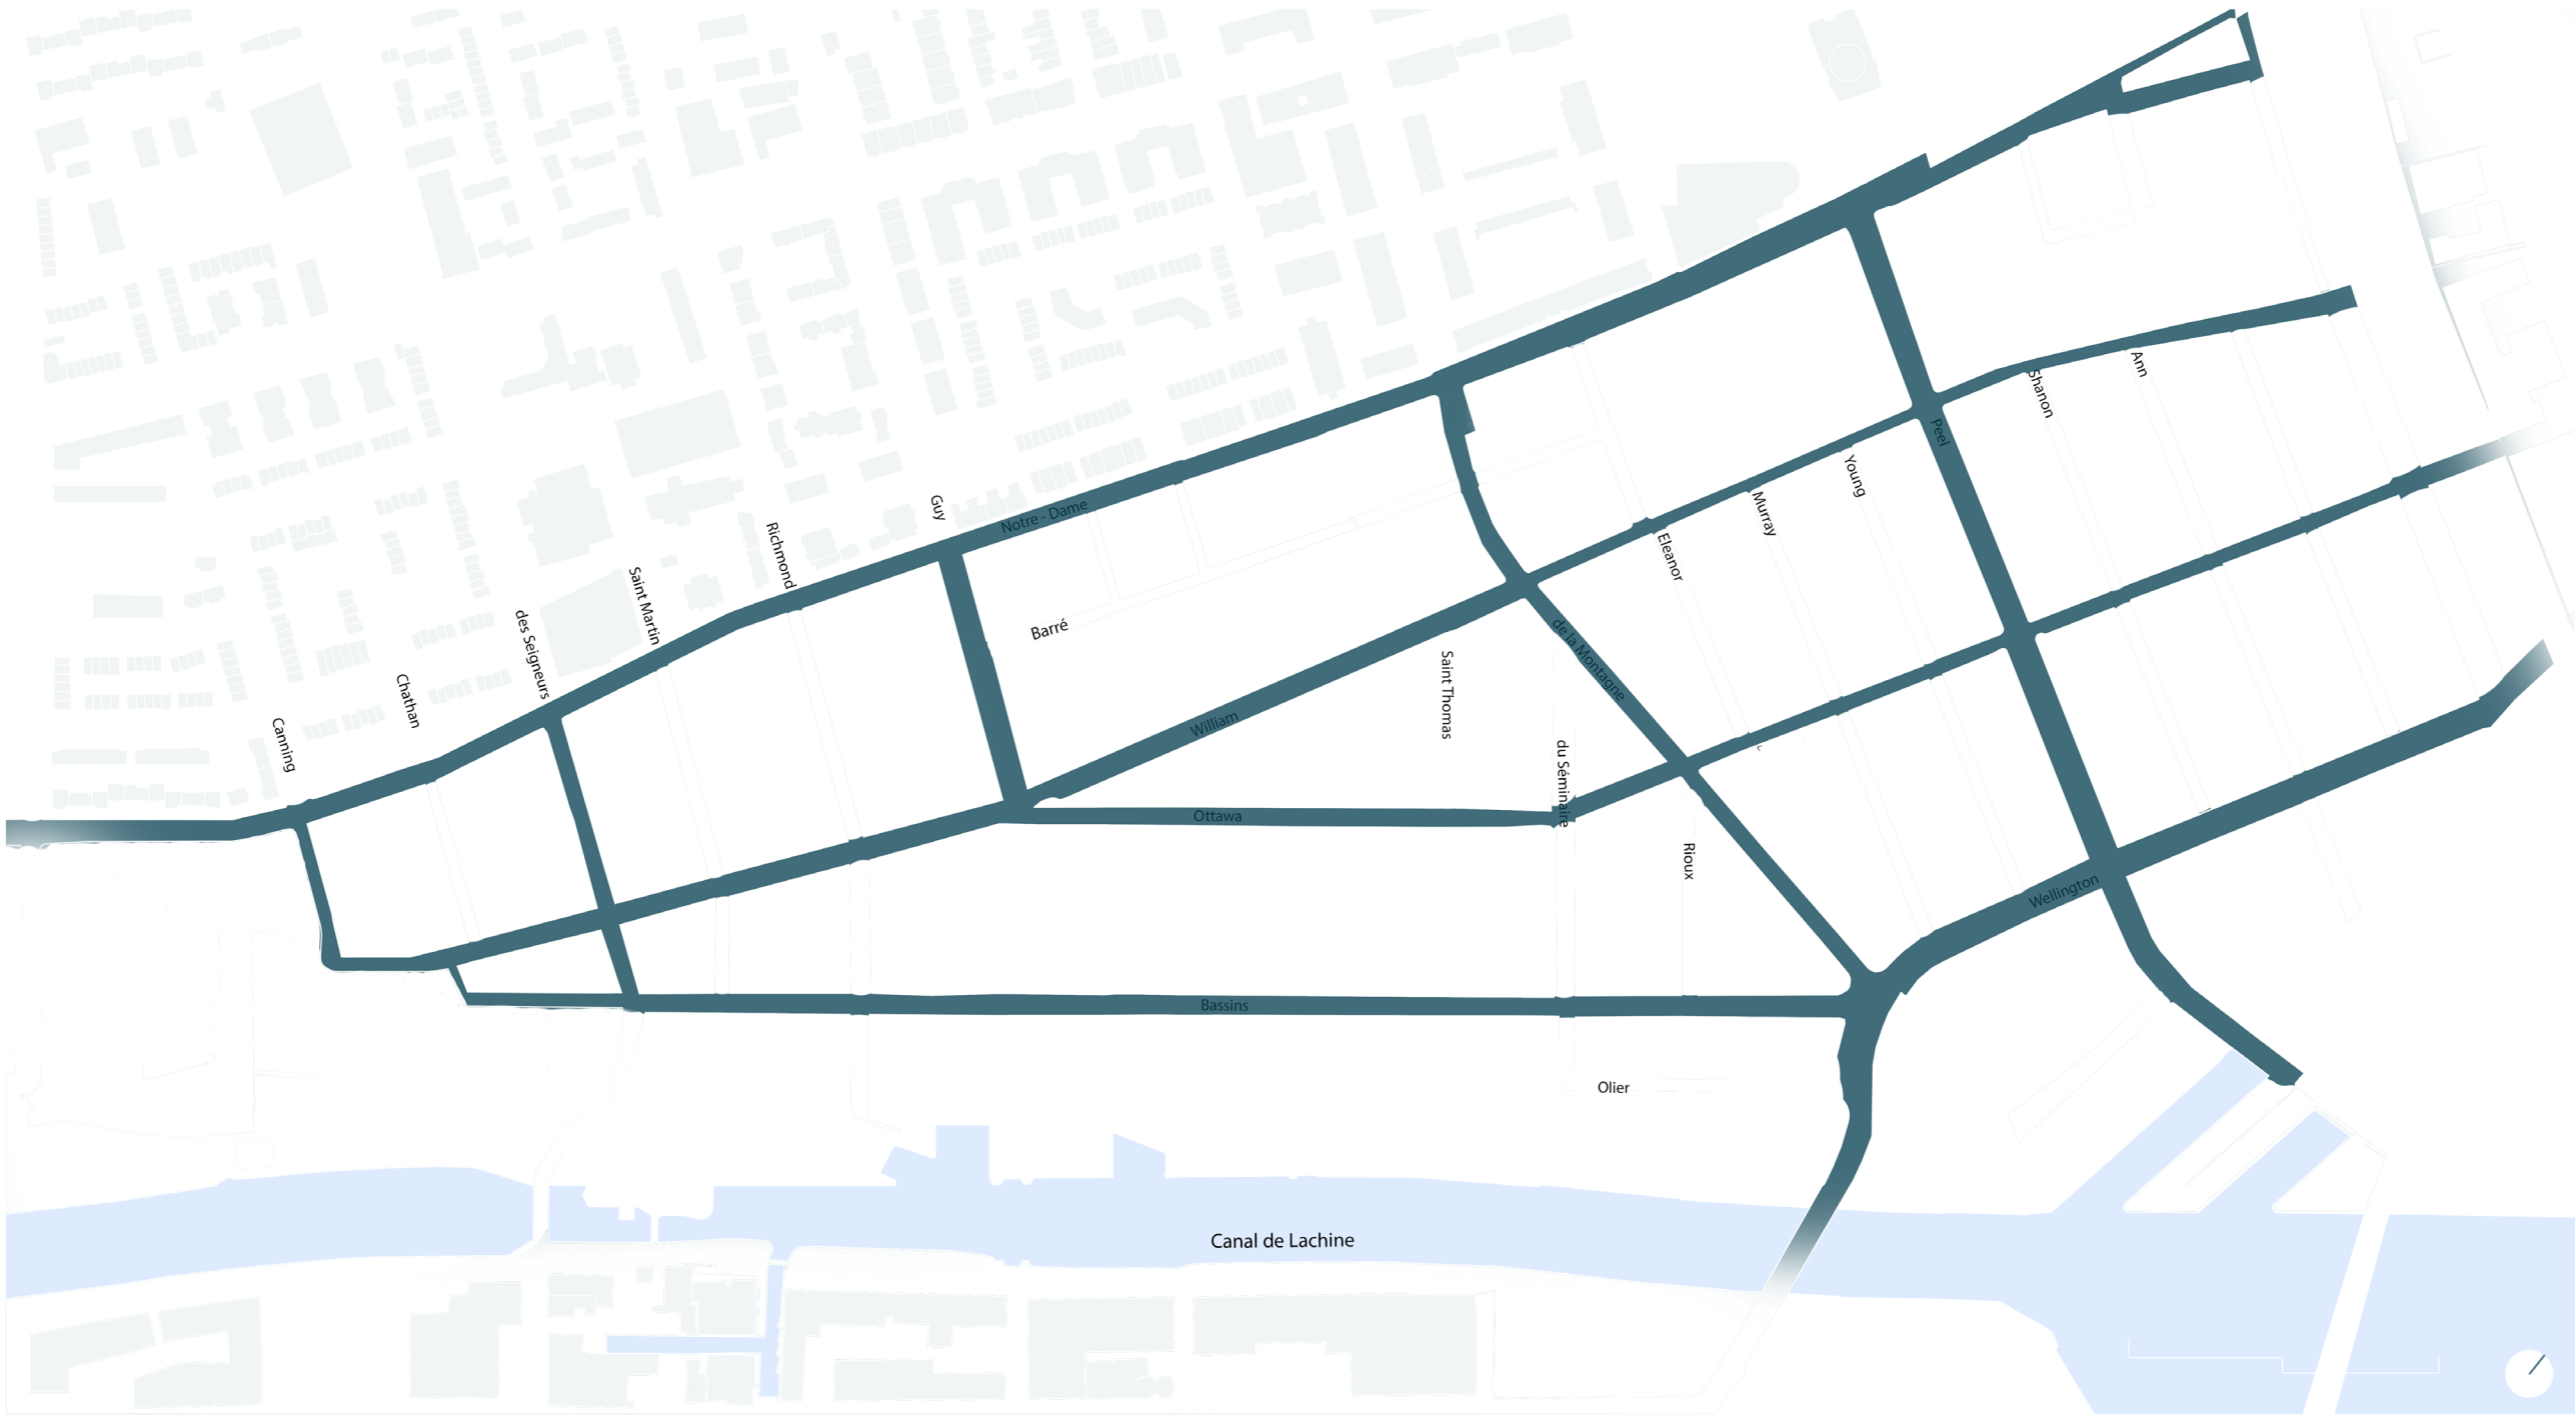 Ann
Shanon
Peel
Young
Murray
Guy
Notre - Dame
Richmond
Eleanor
Saint Martin
des Seigneurs
Barré
de la Montagne
Saint Thomas
Chathan
William
Canning
du Séminaire
Ottawa
Rioux
Wellington
Bassins
Olier
Canal de Lachine